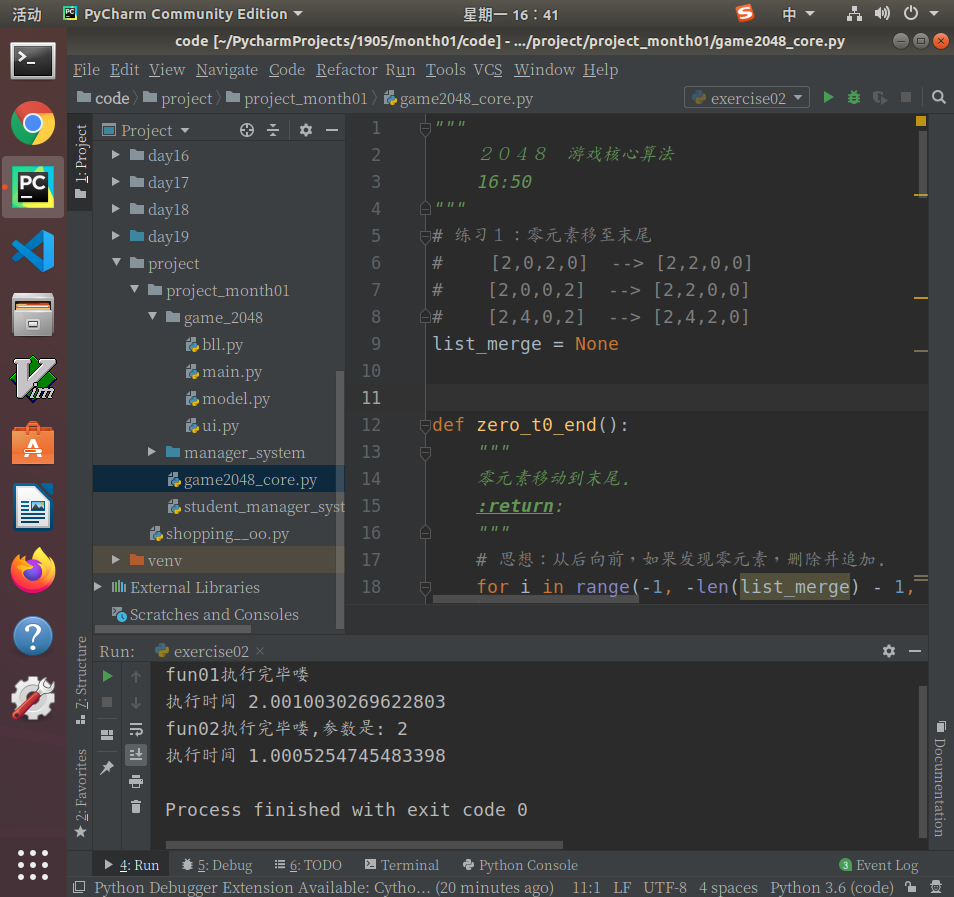 活动 PyCharm Community Edition 星期一 16：41 中
code [~/PycharmProjects/1905/month01/code] - .../project/project_month01/game2048_core.py
File Edit View Navigate Code Refactor Run Tools VCS Window Help
code project project_month01 game2048_core.py exercise02
1: Project
Project
day16
day17
day18
day19
project
project_month01
game_2048
bll.py
main.py
model.py
ui.py
manager_system
game2048_core.py
student_manager_syst
shopping__oo.py
venv
External Libraries
Scratches and Consoles
1 """
2 ２０４８ 游戏核心算法
3 16:50
4 """
5 # 练习１：零元素移至末尾
6 # [2,0,2,0] --> [2,2,0,0]
7 # [2,0,0,2] --> [2,2,0,0]
8 # [2,4,0,2] --> [2,4,2,0]
9 list_merge = None
10
11
12 def zero_t0_end():
13 """
14 零元素移动到末尾.
15 :return:
16 """
17 # 思想：从后向前，如果发现零元素，删除并追加.
18 for i in range(-1, -len(list_merge) - 1,
Run: exercise02
fun01执行完毕喽
执行时间 2.0010030269622803
fun02执行完毕喽,参数是: 2
执行时间 1.0005254745483398
Process finished with exit code 0
Z: Structure
2: Favorites
Documentation
4: Run 5: Debug 6: TODO Terminal Python Console 3 Event Log
Python Debugger Extension Available: Cytho... (20 minutes ago) 11:1 LF UTF-8 4 spaces Python 3.6 (code)